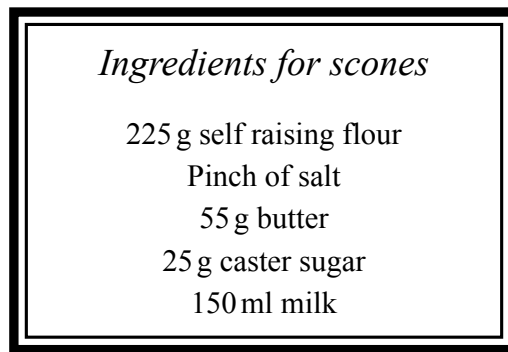 Ingredients for scones
225 g self raising flour
Pinch of salt
55 g butter
25 g caster sugar
150 ml milk